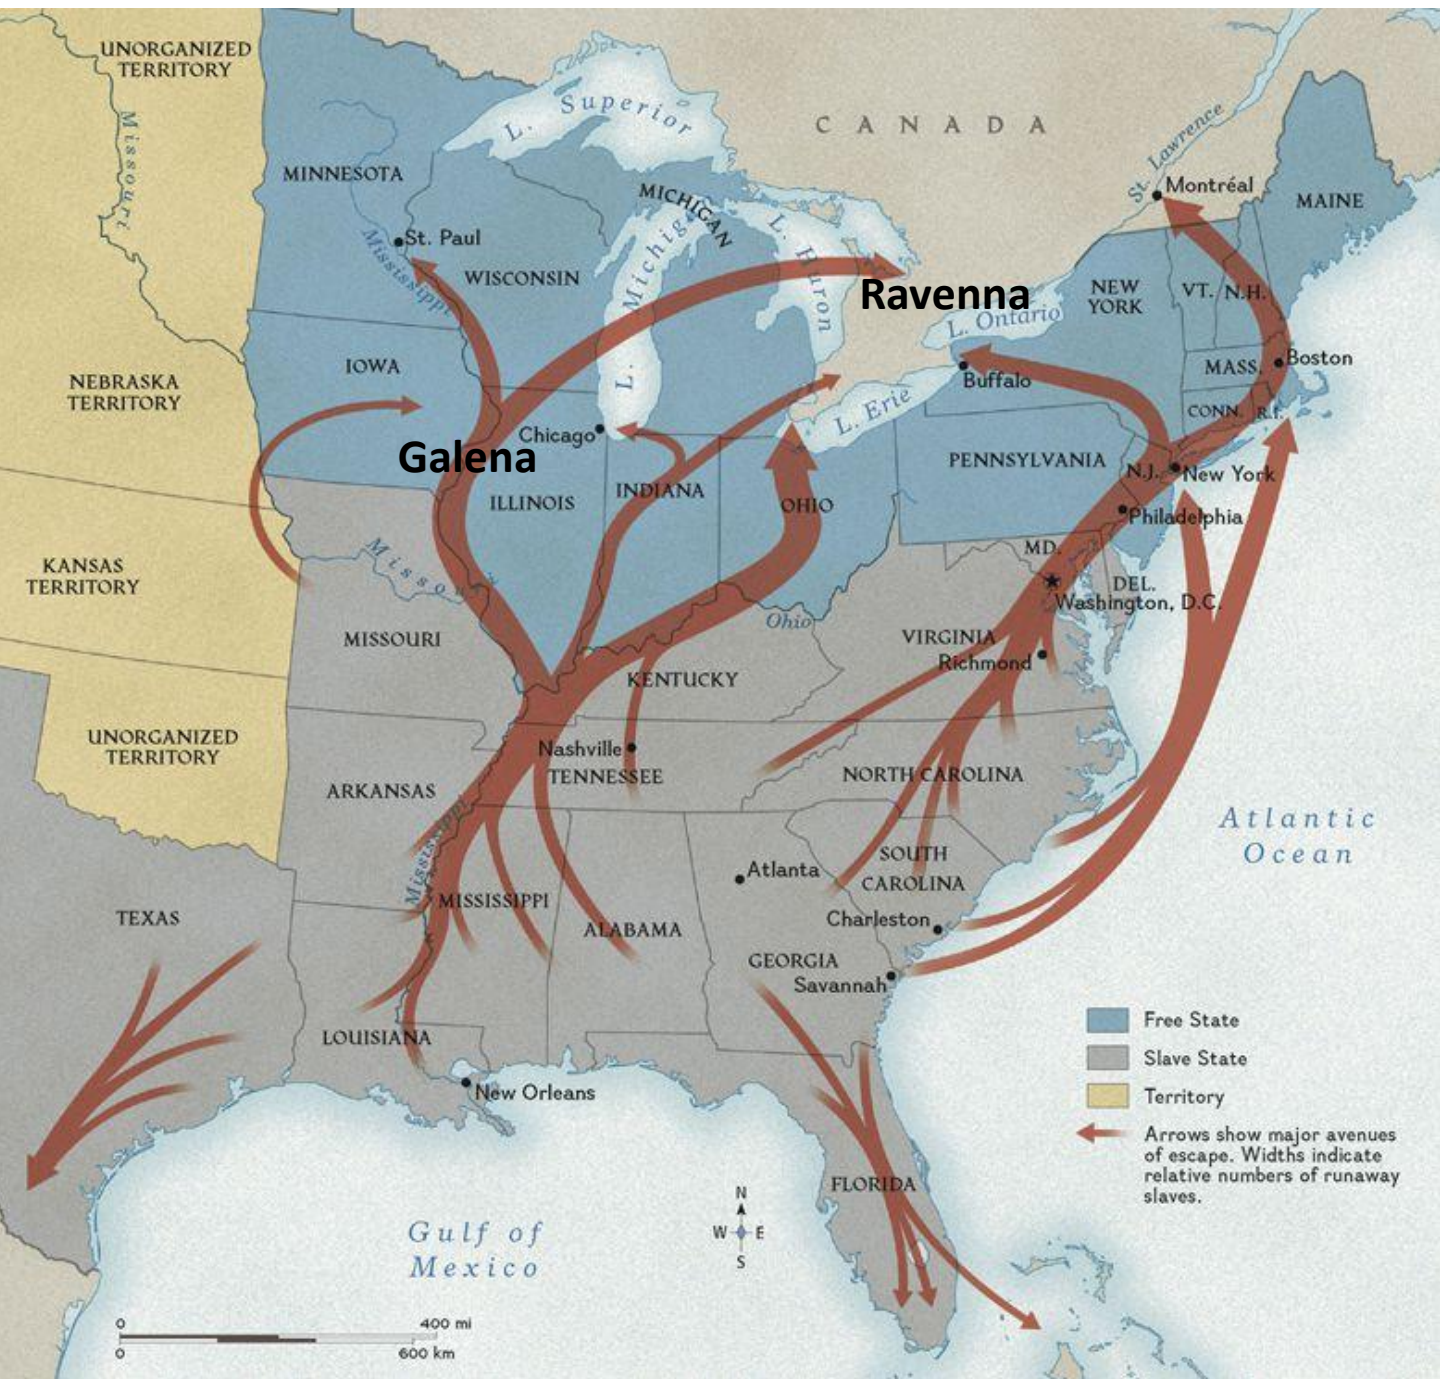 UNORGANIZED
TERRITORY
Missouri
L. Superior
CANADA
St. Lawrence
Montréal
MAINE
MINNESOTA
St. Paul
Mississippi
WISCONSIN
MICHIGAN
L. Michigan
L. Huron
Ravenna
L. Ontario
NEW
YORK
VT.
N.H.
IOWA
NEBRASKA
TERRITORY
MASS.
Boston
Buffalo
CONN.
R.I.
L. Erie
Chicago
Galena
ILLINOIS
INDIANA
OHIO
PENNSYLVANIA
N.J.
New York
Philadelphia
MD.
DEL.
Washington, D.C.
KANSAS
TERRITORY
Missouri
MISSOURI
Ohio
VIRGINIA
Richmond
KENTUCKY
UNORGANIZED
TERRITORY
Nashville
TENNESSEE
NORTH CAROLINA
ARKANSAS
Mississippi
Atlantic
Ocean
Atlanta
SOUTH
CAROLINA
TEXAS
MISSISSIPPI
ALABAMA
Charleston
GEORGIA
Savannah
LOUISIANA
New Orleans
Free State
Slave State
Territory
Arrows show major avenues
of escape. Widths indicate
relative numbers of runaway
slaves.
FLORIDA
Gulf of
Mexico
N
W E
S
0 400 mi
0 600 km